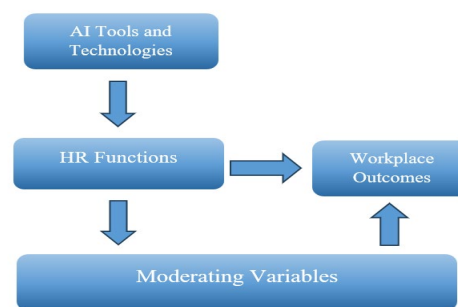 AI Tools and
Technologies
HR Functions
Workplace
Outcomes
Moderating Variables